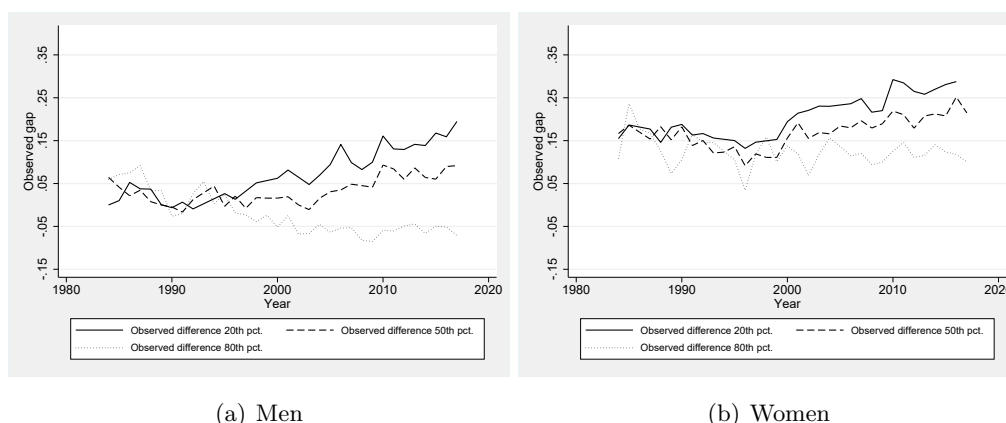 .35
.25
.15
.05
-.05
-.15
Observed gap
1980
1990
2000
2010
2020
Year
Observed difference 20th pct.
Observed difference 50th pct.
Observed difference 80th pct.
(a) Men
.35
.25
.15
.05
-.05
-.15
Observed gap
1980
1990
2000
2010
2020
Year
Observed difference 20th pct.
Observed difference 50th pct.
Observed difference 80th pct.
(b) Women